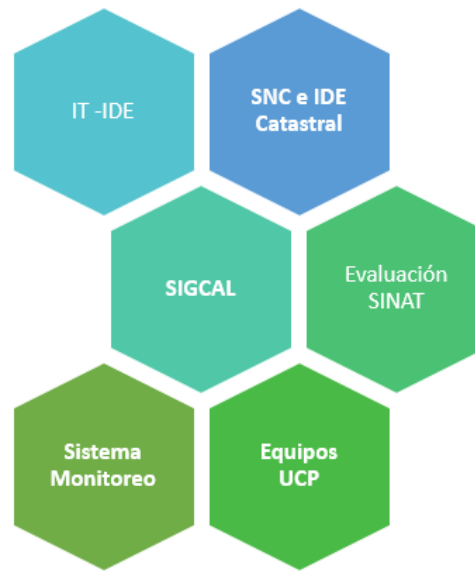 IT -IDE
SNC e IDE
Catastral
SIGCAL
Evaluación
SINAT
Sistema
Monitoreo
Equipos
UCP